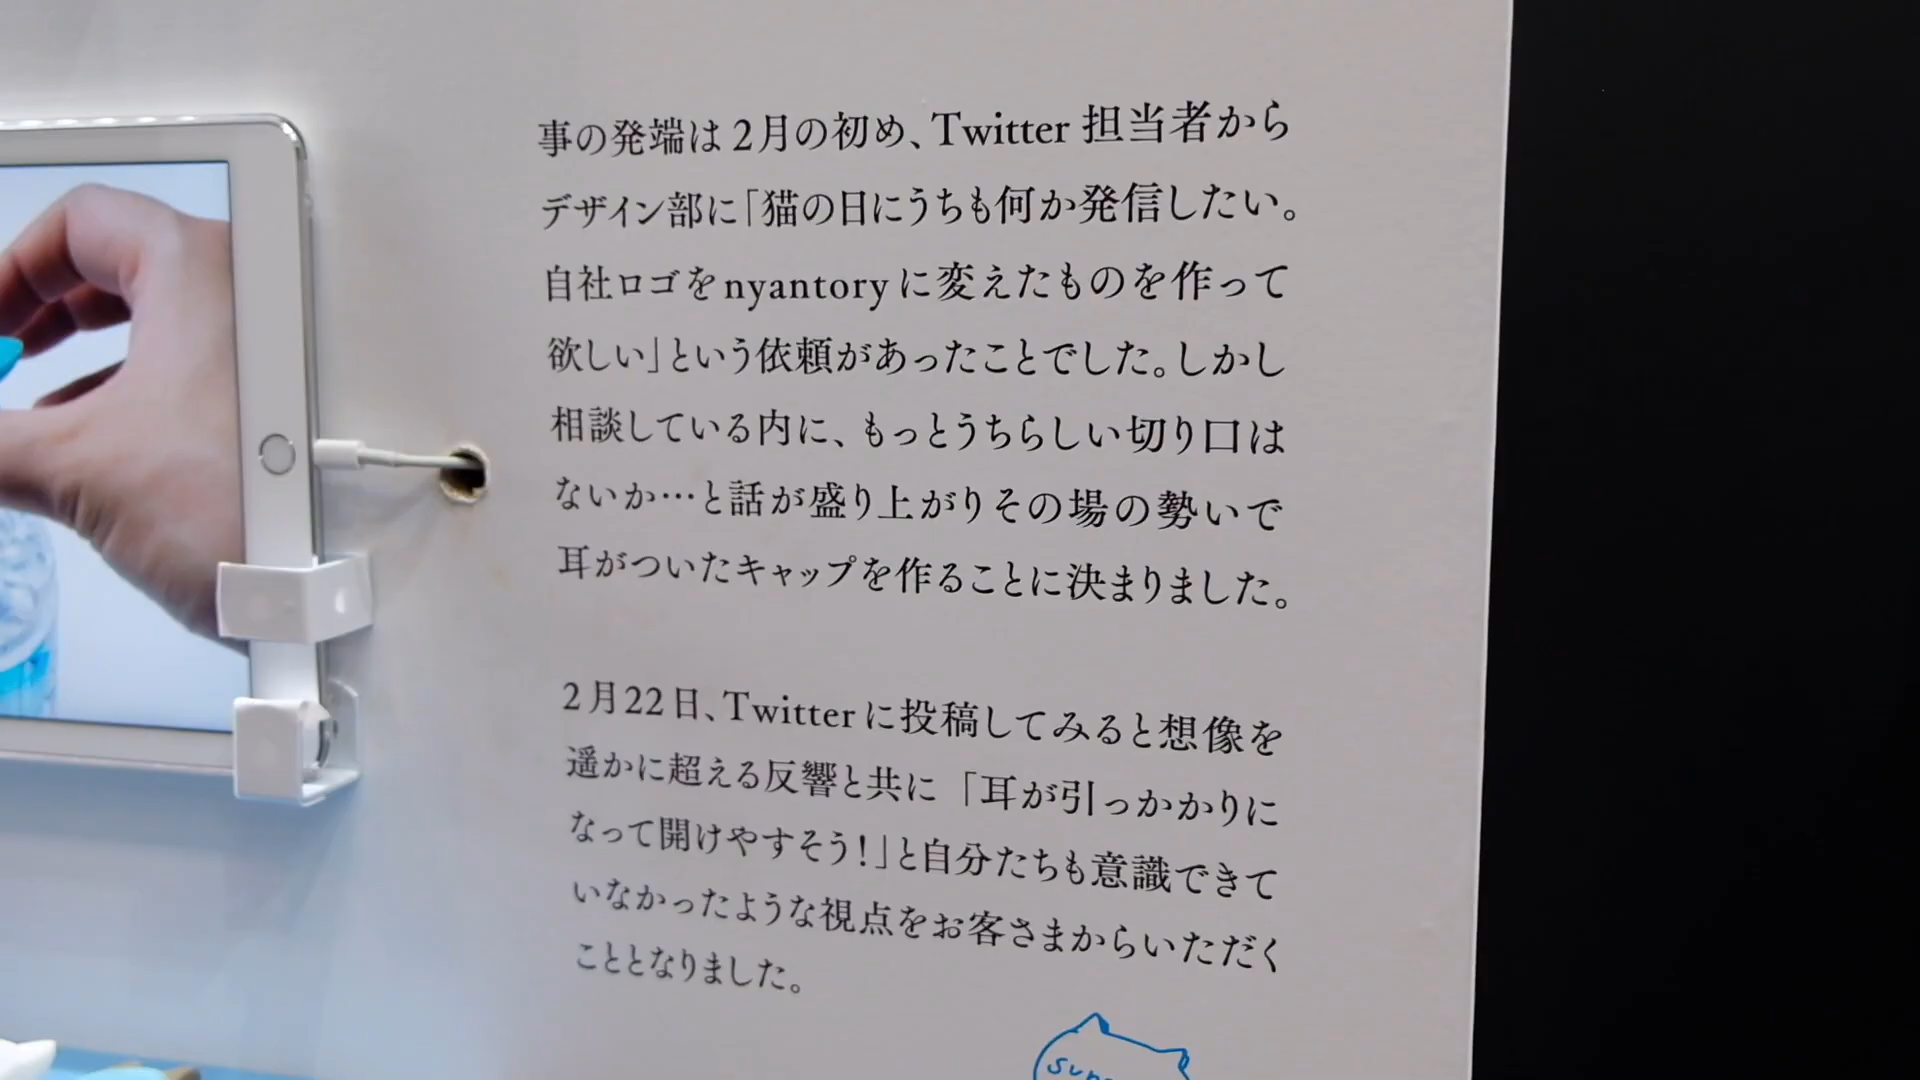 事の発端は2月の初め、Twitter 担当者から
デザイン部に「猫の日にうちも何か発信したい。
自社ロゴをnyantoryに変えたものを作って
欲しい」という依頼があったことでした。しかし
相談している内に、もっとうちらしい切り口は
ないか…と話が盛り上がりその場の勢いで
耳がついたキャップを作ることに決まりました。
2月22日、Twitterに投稿してみると想像を
遥かに超える反響と共に「耳が引っかかりに
なって開けやすそう!」と自分たちも意識できて
いなかったような視点をお客さまからいただく
こととなりました。